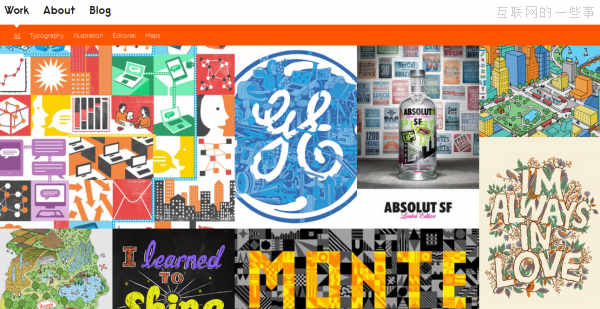 Work About Blog
互联网的一些事
All Typography Illustration Editorial Maps
GE
ABSOLUT
SF
ABSOLUT SF
Limited Edition
I'M
ALWAYS
IN
LOVE
I learned
TO
shine
MONTE